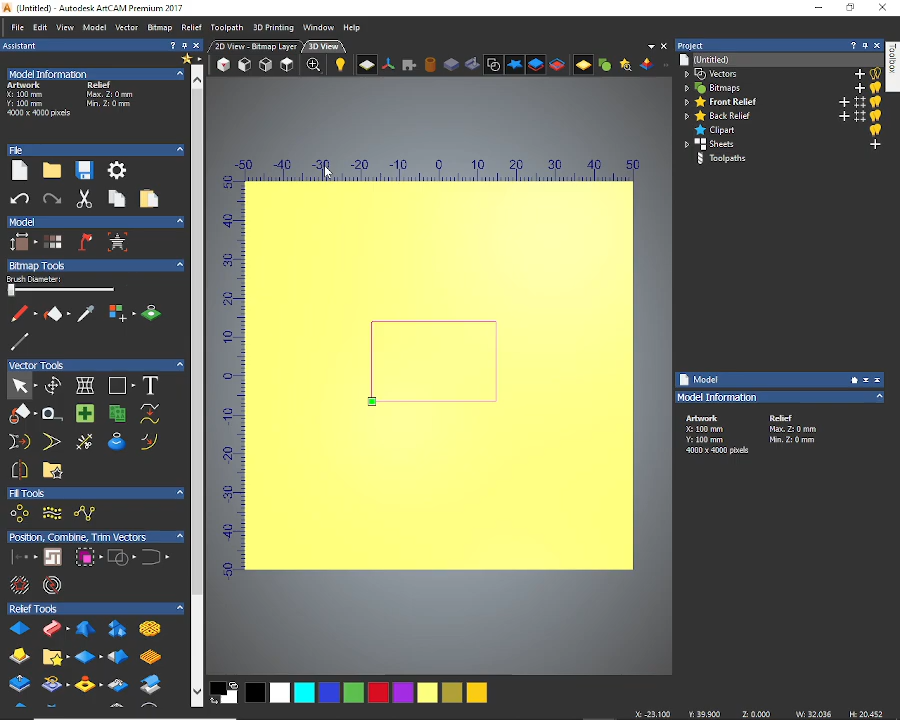 (Untitled) - Autodesk ArtCAM Premium 2017
File Edit View Model Vector Bitmap Relief Toolpath 3D Printing Window Help
Assistant
2D View - Bitmap Layer
3D View
Project
Toolbox
Model Information
Artwork Relief
X: 100 mm Max. Z: 0 mm
Y: 100 mm Min. Z: 0 mm
4000 x 4000 pixels
File
Model
Bitmap Tools
Brush Diameter:
Vector Tools
Fill Tools
Position, Combine, Trim Vectors
Relief Tools
-50 -40 -30 -20 -10 0 10 20 30 40 50
50
40
30
20
10
0
-10
-20
-30
-40
-50
(Untitled)
Vectors
Bitmaps
Front Relief
Back Relief
Clipart
Sheets
Toolpaths
Model
Model Information
Artwork Relief
X: 100 mm Max. Z: 0 mm
Y: 100 mm Min. Z: 0 mm
4000 x 4000 pixels
X: -23.100 Y: 39.900 Z: 0.000 W: 32.036 H: 20.452